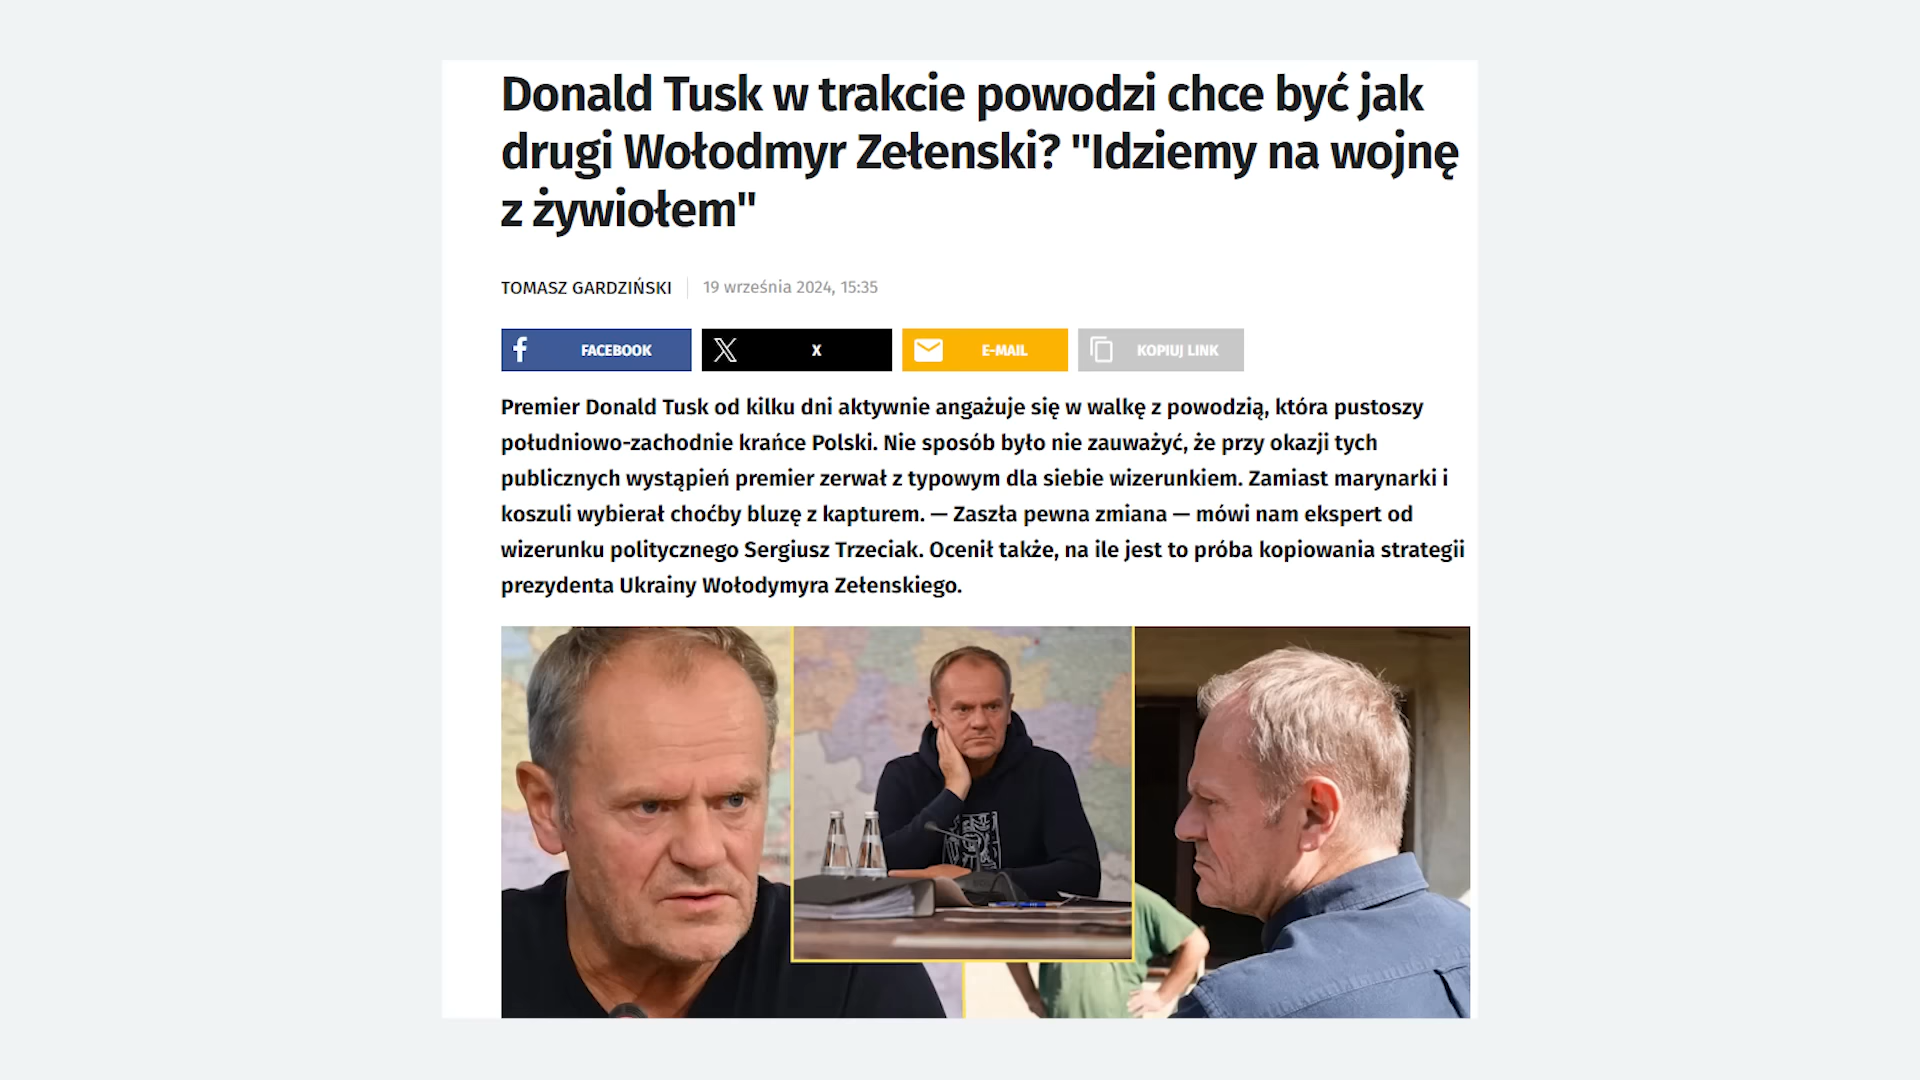 Donald Tusk w trakcie powodzi chce być jak
drugi Wołodmyr Zełenski? "Idziemy na wojnę
z żywiołem"
TOMASZ GARDZIŃSKI
19 września 2024, 15:35
FACEBOOK
X
E-MAIL
KOPIUJ LINK
Premier Donald Tusk od kilku dni aktywnie angażuje się w walkę z powodzią, która pustoszy
południowo-zachodnie krańce Polski. Nie sposób było nie zauważyć, że przy okazji tych
publicznych wystąpień premier zerwał z typowym dla siebie wizerunkiem. Zamiast marynarki i
koszuli wybierał choćby bluzę z kapturem. — Zaszła pewna zmiana — mówi nam ekspert od
wizerunku politycznego Sergiusz Trzeciak. Ocenił także, na ile jest to próba kopiowania strategii
prezydenta Ukrainy Wołodymyra Zełenskiego.